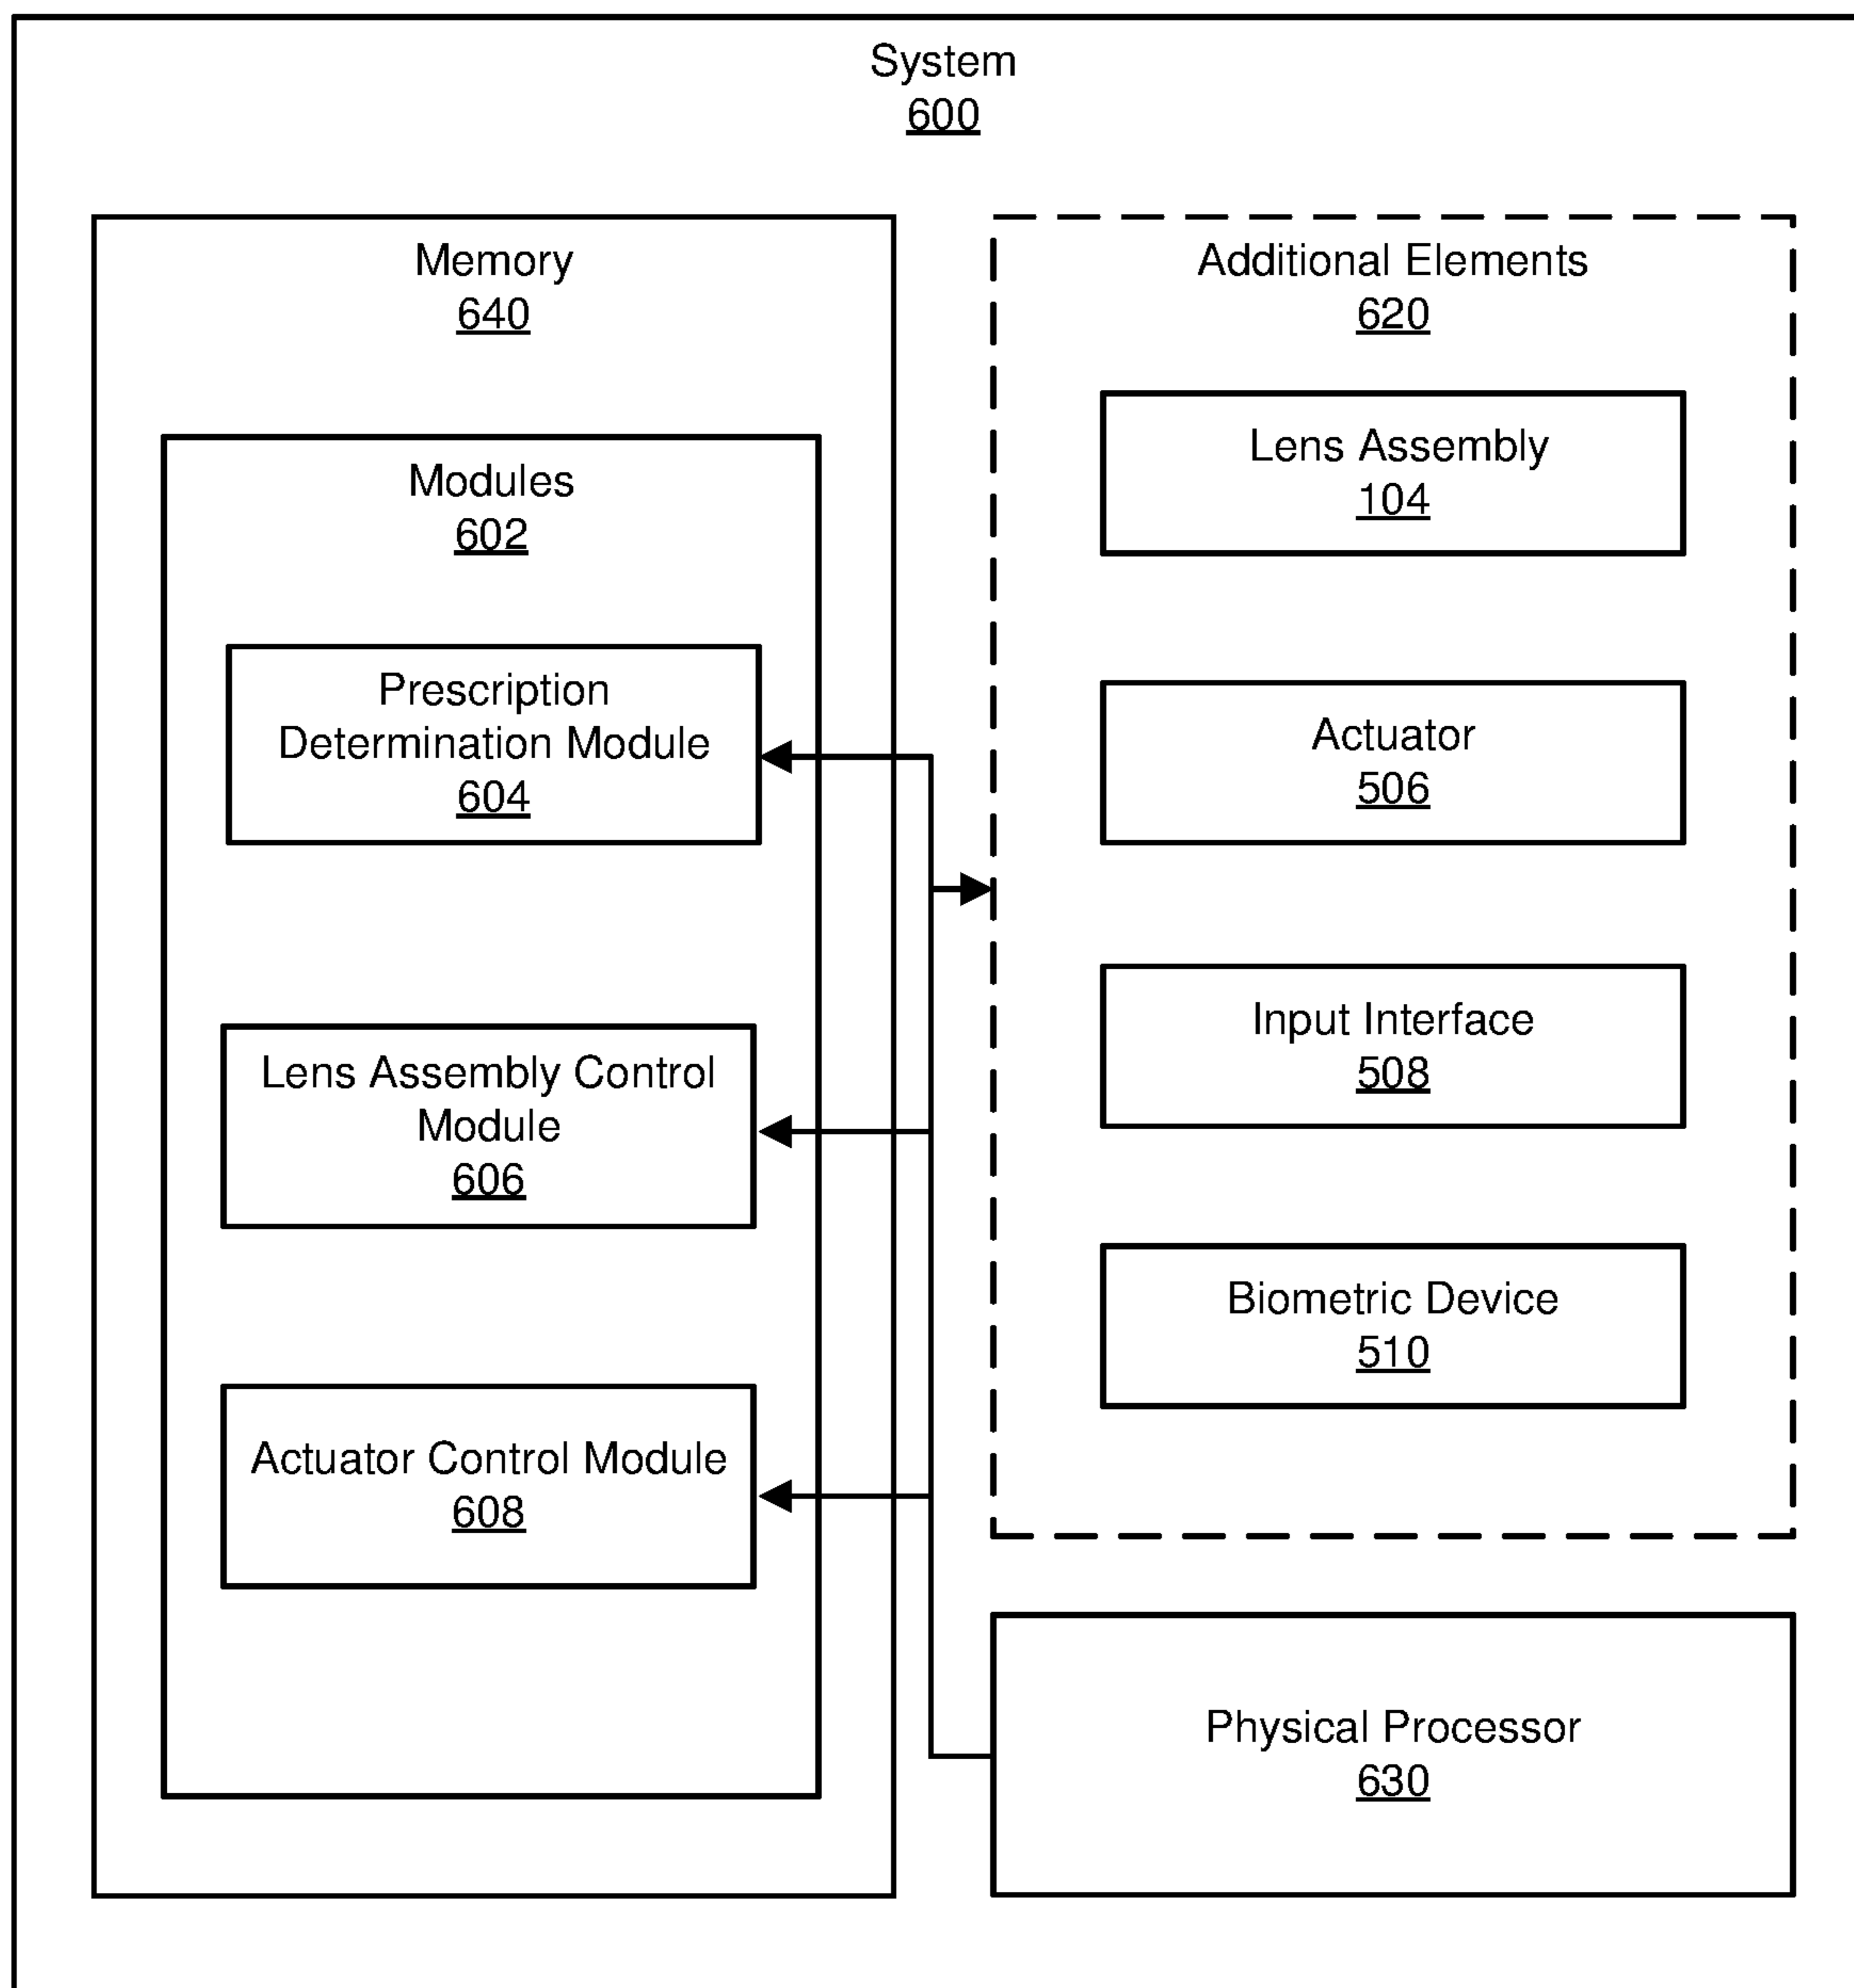 System
600
Memory
640
Modules
602
Prescription
Determination Module
604
Lens Assembly Control
Module
606
Actuator Control Module
608
Additional Elements
620
Lens Assembly
104
Actuator
506
Input Interface
508
Biometric Device
510
Physical Processor
630